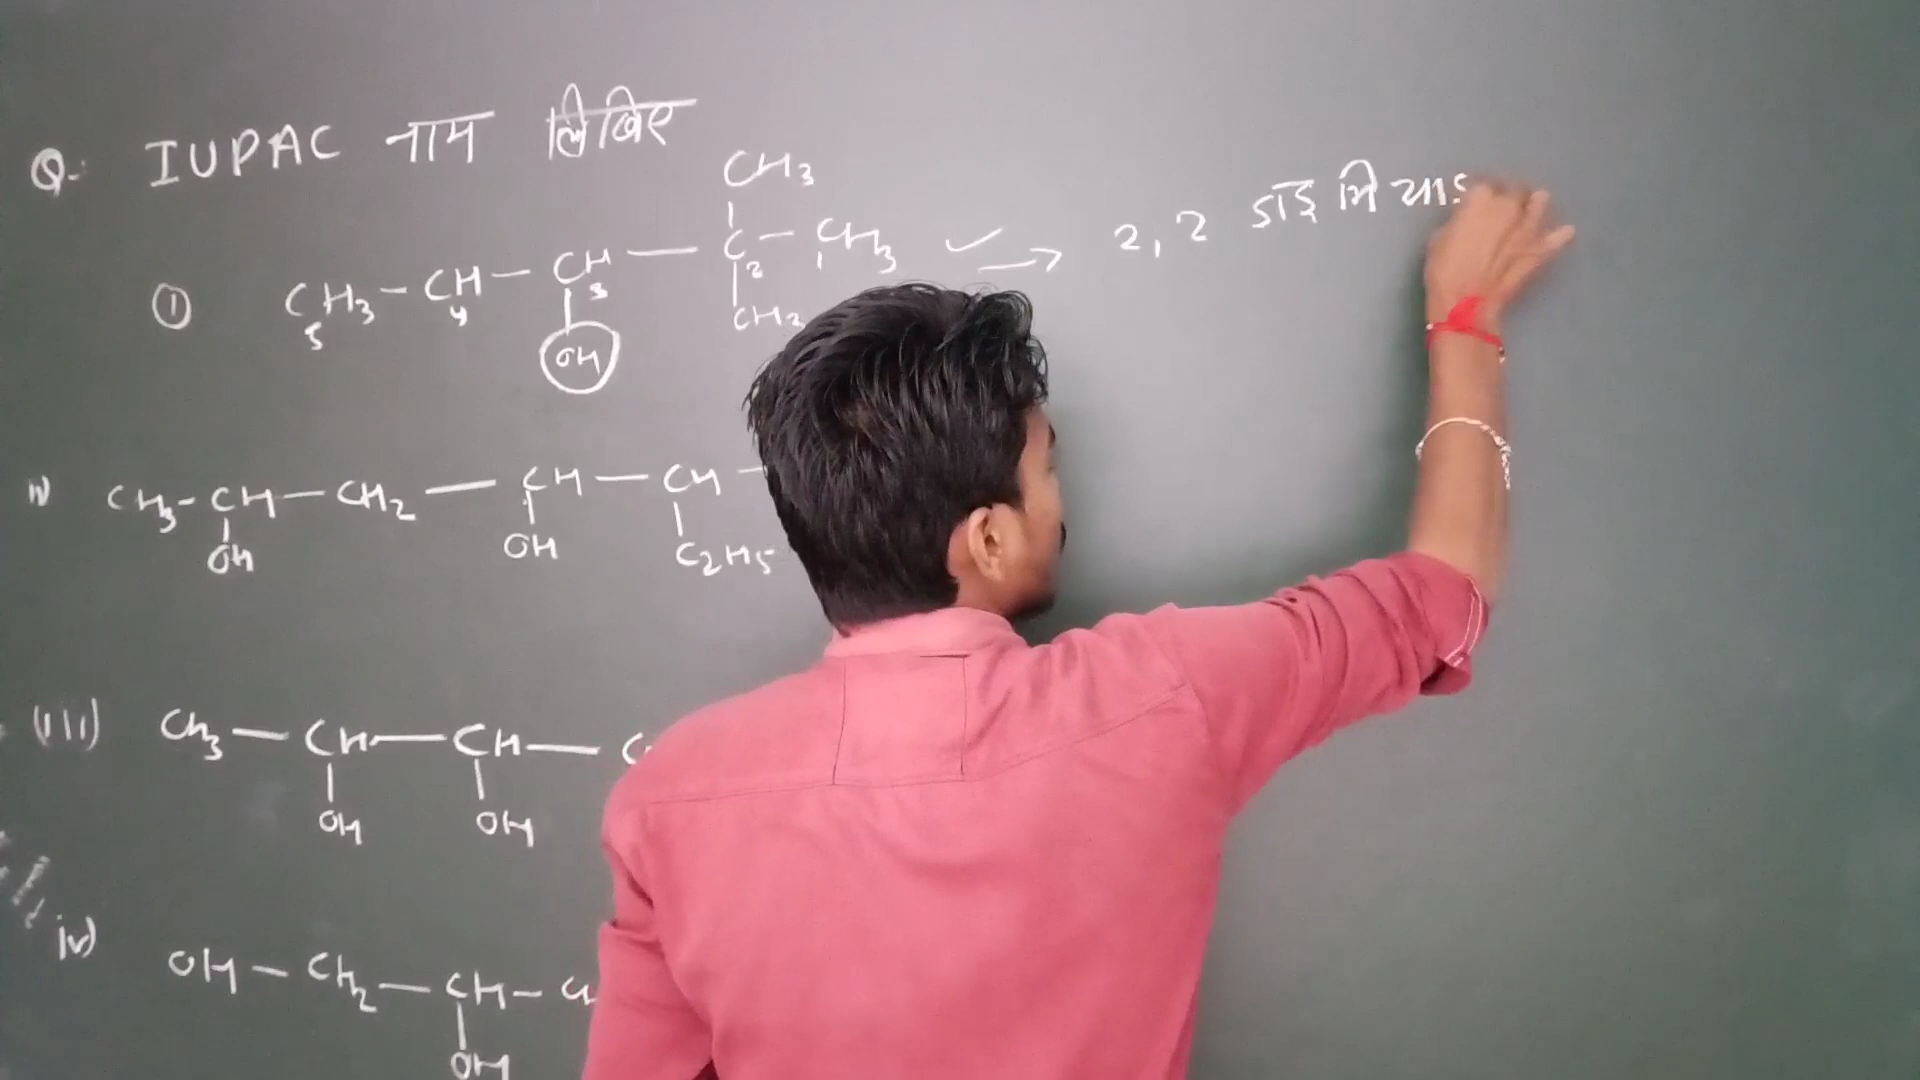 Q. IUPAC नाम लिखिए
CH3
① CH3 - CH - CH — C - CH3 ✓ → 2, 2 डाइ मिथाइ
5 4 3 2 1
OH CH3
ii) CH3 - CH — CH2 — CH — CH —
OH OH C2H5
(iii) CH3 — CH — CH — C
OH OH
iv) OH — CH2 — CH — C
OH